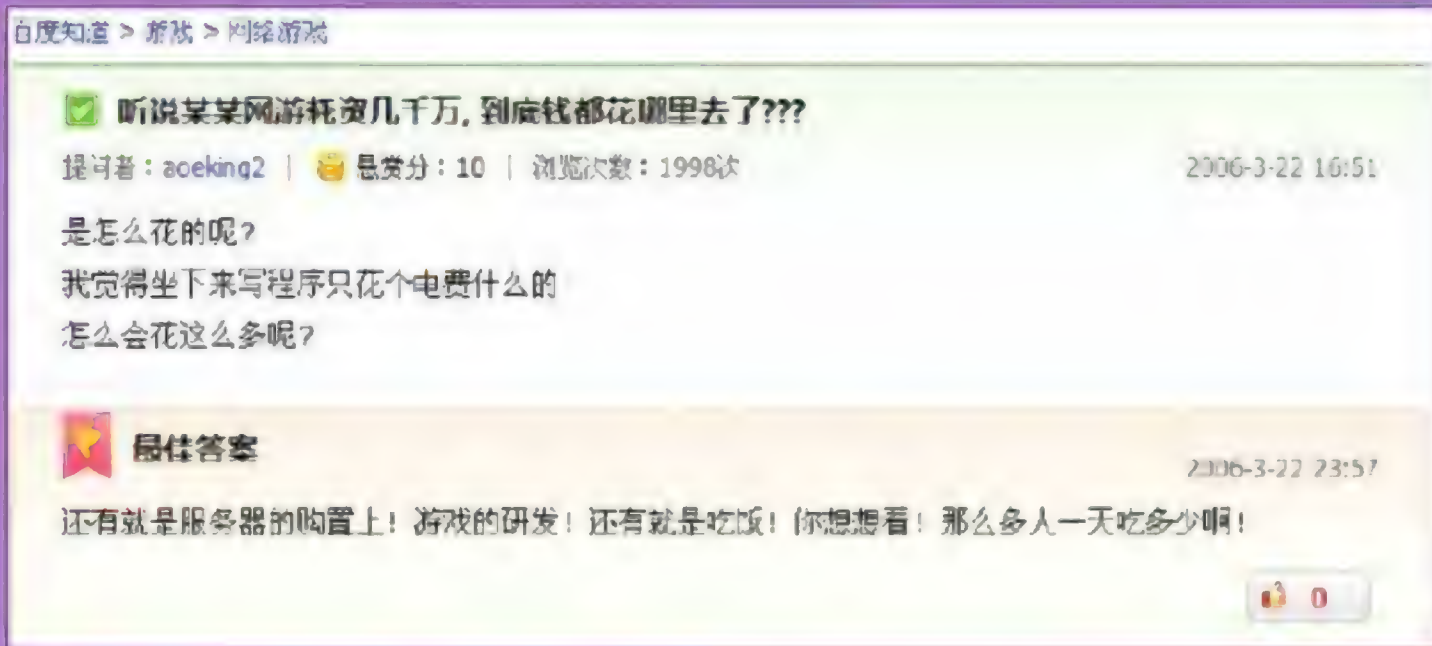 百度知道 > 游戏 > 网络游戏
听说某某网游耗资几千万, 到底钱都花哪里去了???
提问者：aoeking2 | 悬赏分：10 | 浏览次数：1998次
2006-3-22 16:51
是怎么花的呢?
我觉得坐下来写程序只花个电费什么的
怎么会花这么多呢?
最佳答案
2006-3-22 23:57
还有就是服务器的购置上! 游戏的研发! 还有就是吃饭! 你想想看! 那么多人一天吃多少啊!
0